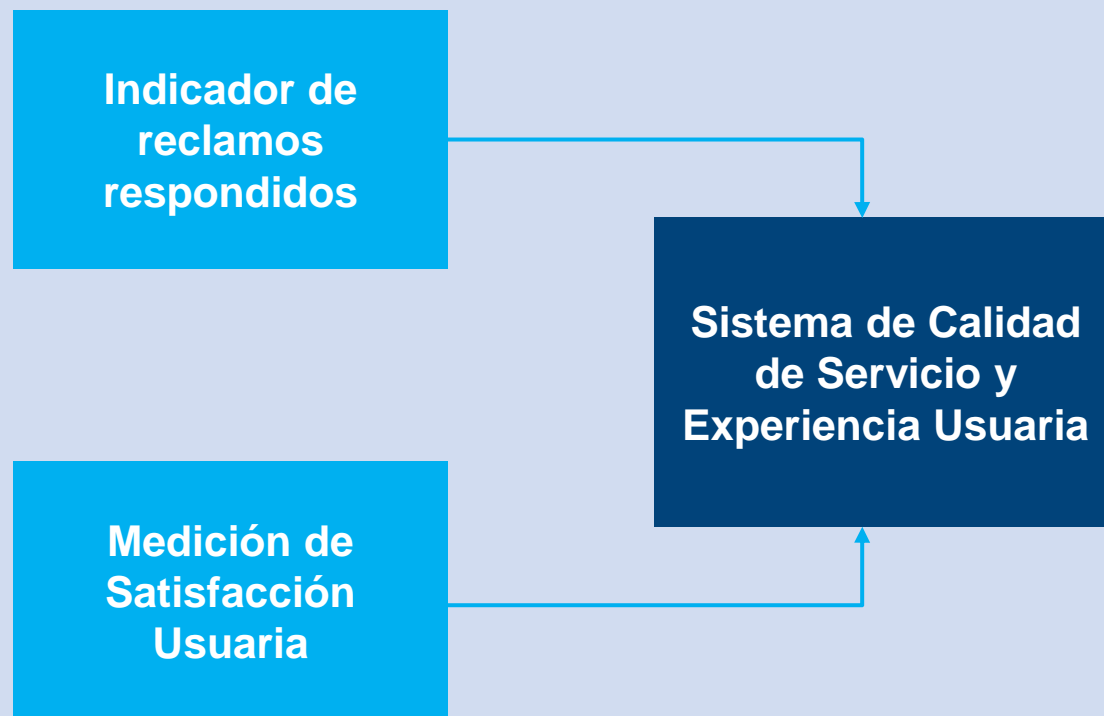 Indicador de
reclamos
respondidos
Sistema de Calidad
de Servicio y
Experiencia Usuaria
Medición de
Satisfacción
Usuaria